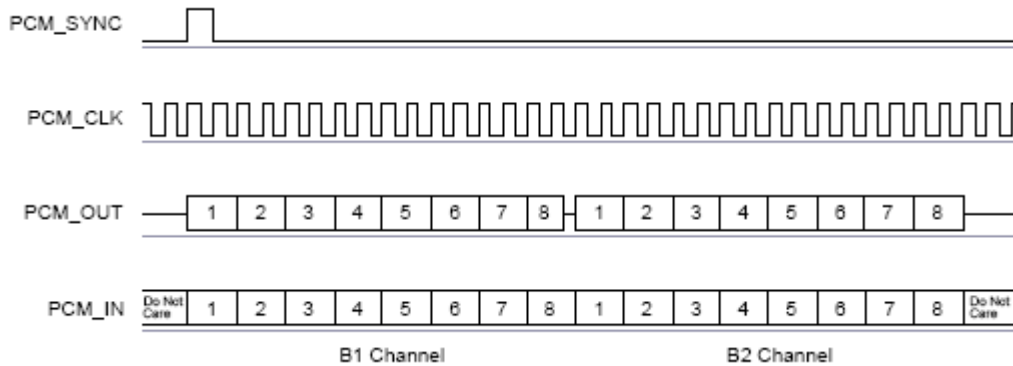 PCM_SYNC
PCM_CLK
PCM_OUT 1 2 3 4 5 6 7 8 1 2 3 4 5 6 7 8
PCM_IN Do Not Care 1 2 3 4 5 6 7 8 1 2 3 4 5 6 7 8 Do Not Care
B1 Channel B2 Channel